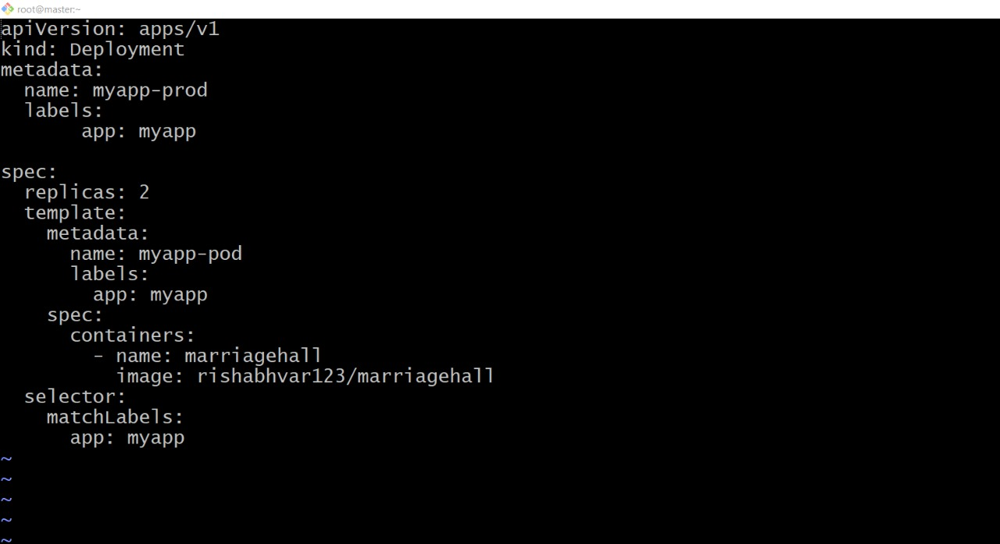 root@master:~
apiVersion: apps/v1
kind: Deployment
metadata:
  name: myapp-prod
  labels:
       app: myapp

spec:
  replicas: 2
  template:
    metadata:
      name: myapp-pod
      labels:
        app: myapp
    spec:
      containers:
        - name: marriagehall
          image: rishabhvar123/marriagehall
  selector:
    matchLabels:
      app: myapp
~
~
~
~
~